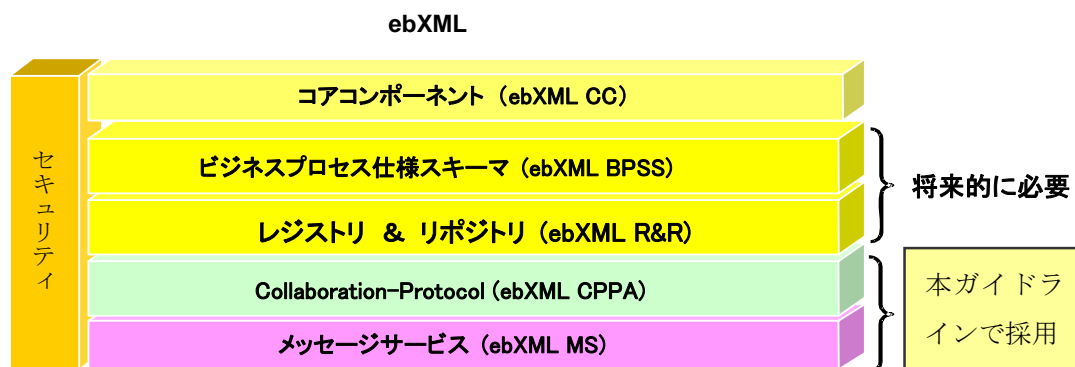 ebXML
コアコンポーネント (ebXML CC)
セキュリティ
ビジネスプロセス仕様スキーマ (ebXML BPSS)
将来的に必要
レジストリ & リポジトリ (ebXML R&R)
Collaboration-Protocol (ebXML CPPA)
本ガイドラ
インで採用
メッセージサービス (ebXML MS)